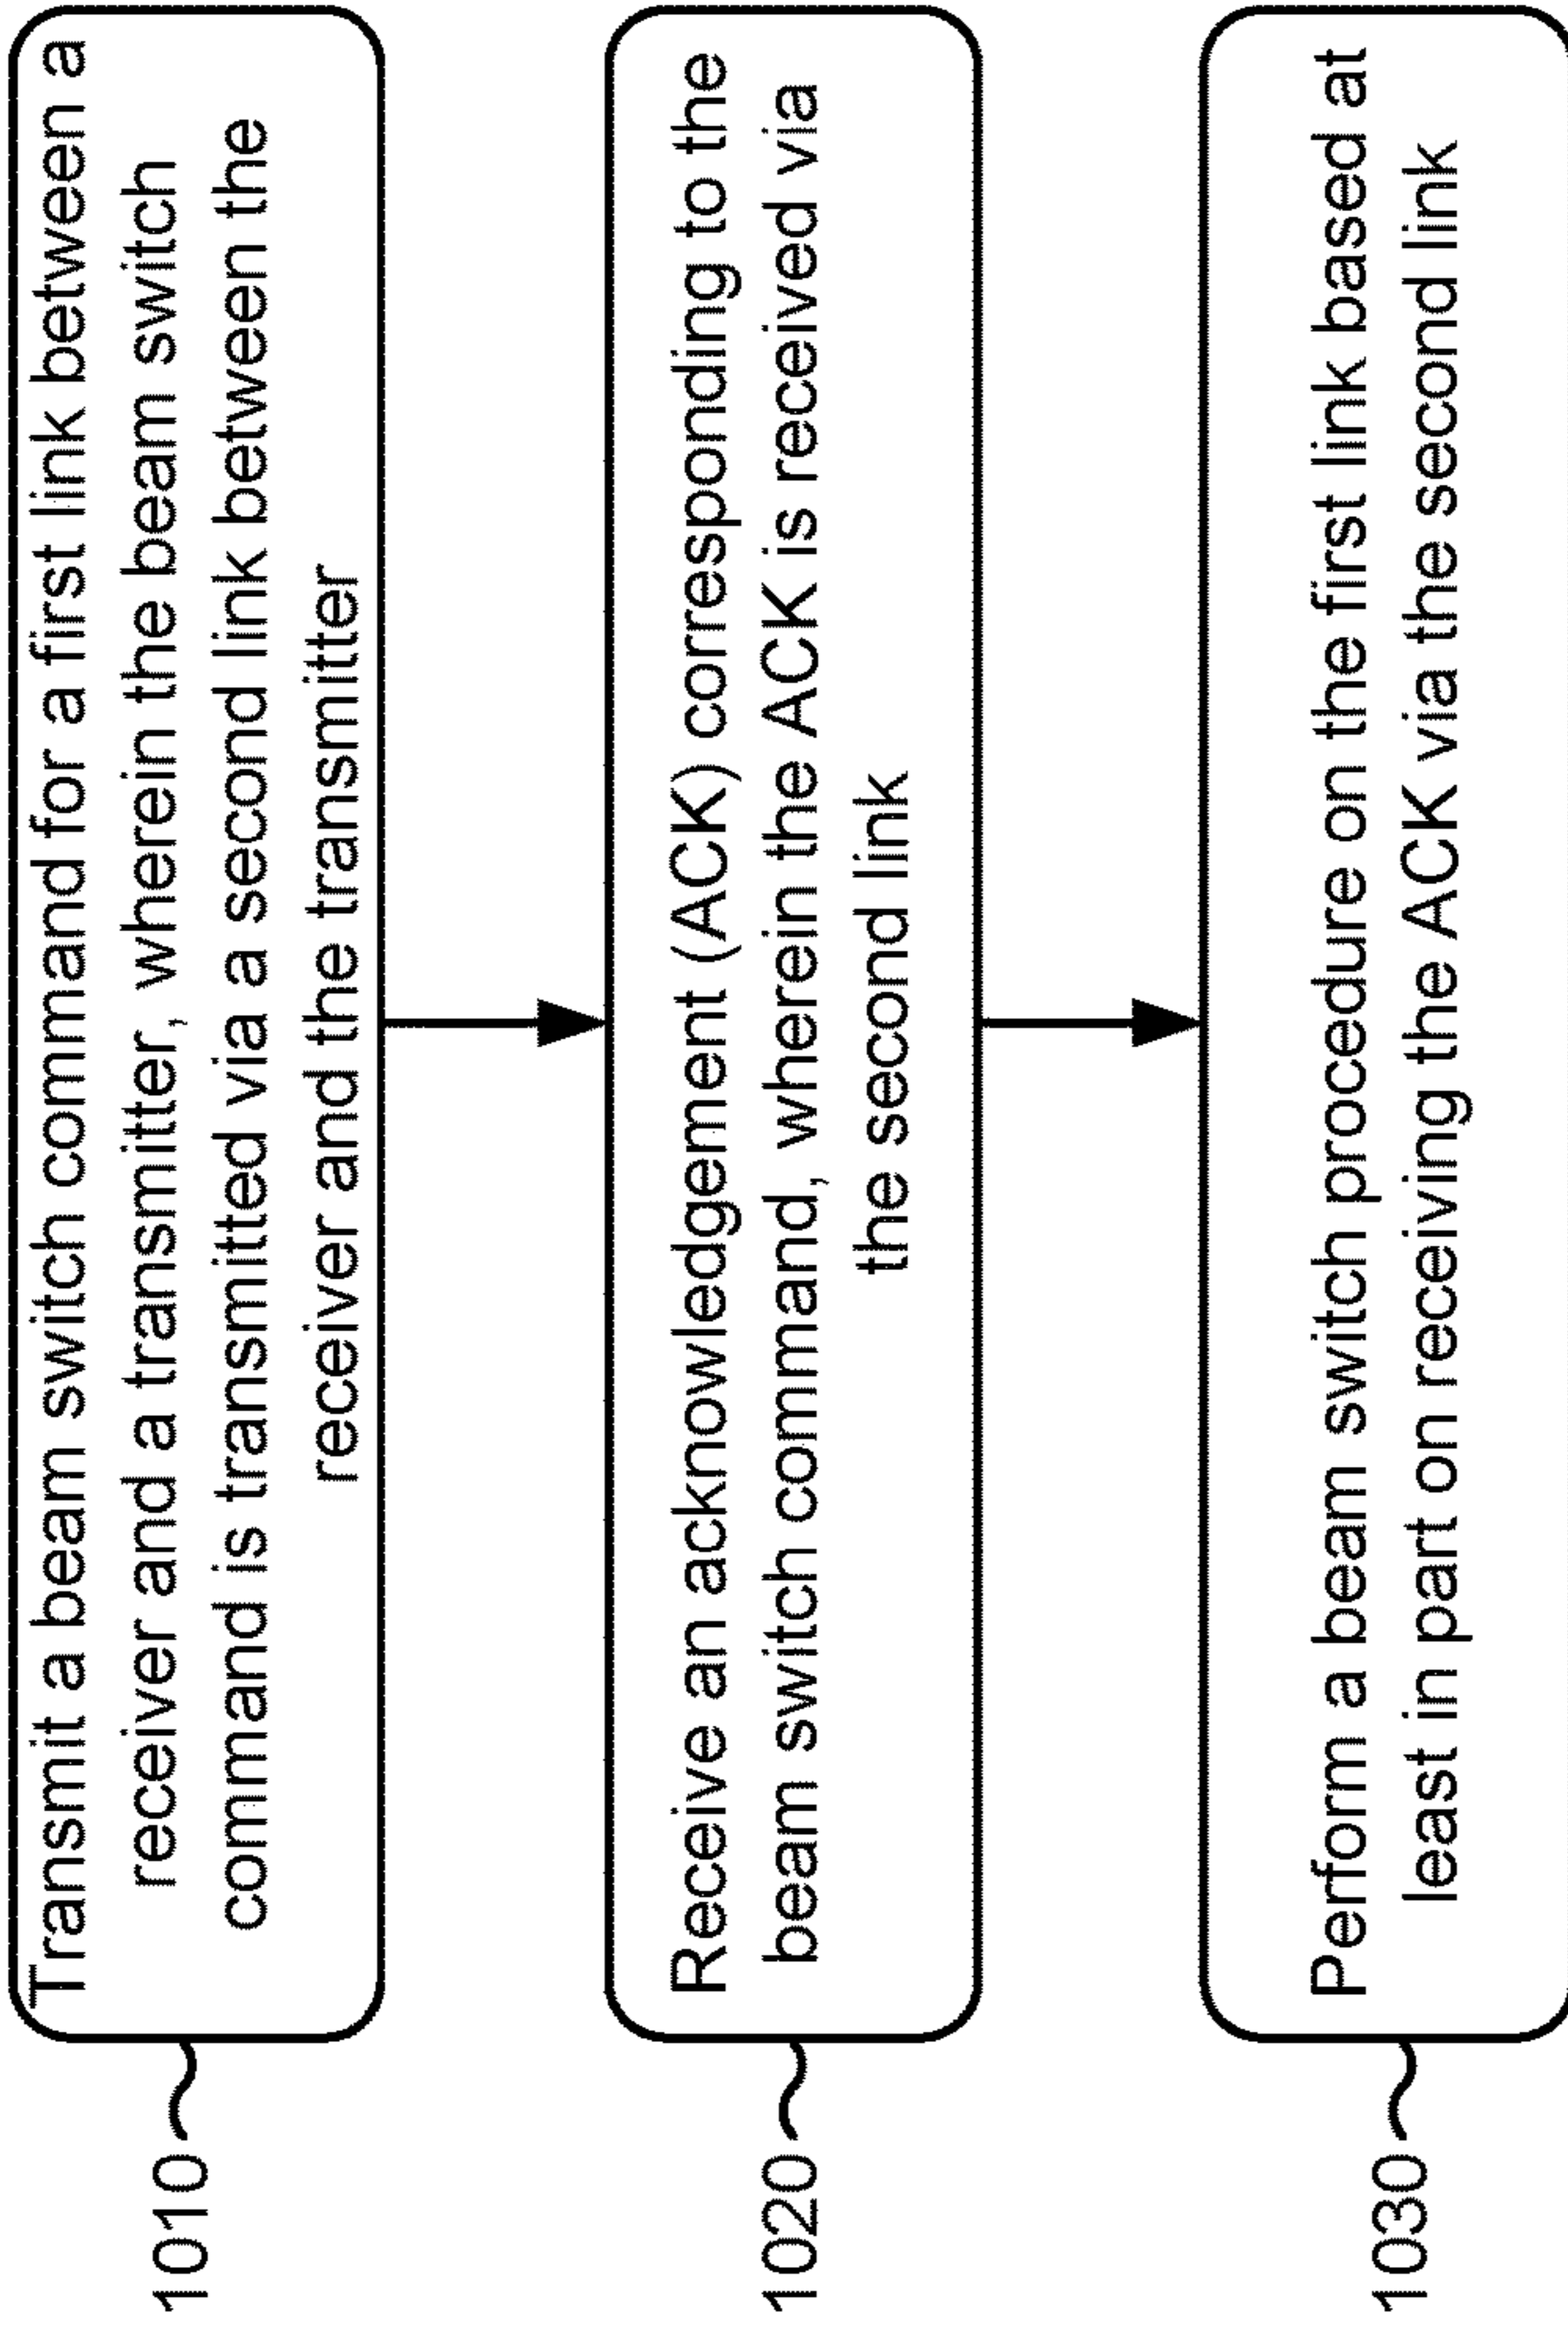 1010
Transmit a beam switch command for a first link between a
receiver and a transmitter, wherein the beam switch
command is transmitted via a second link between the
receiver and the transmitter
1020
Receive an acknowledgement (ACK) corresponding to the
beam switch command, wherein the ACK is received via
the second link
1030
Perform a beam switch procedure on the first link based at
least in part on receiving the ACK via the second link